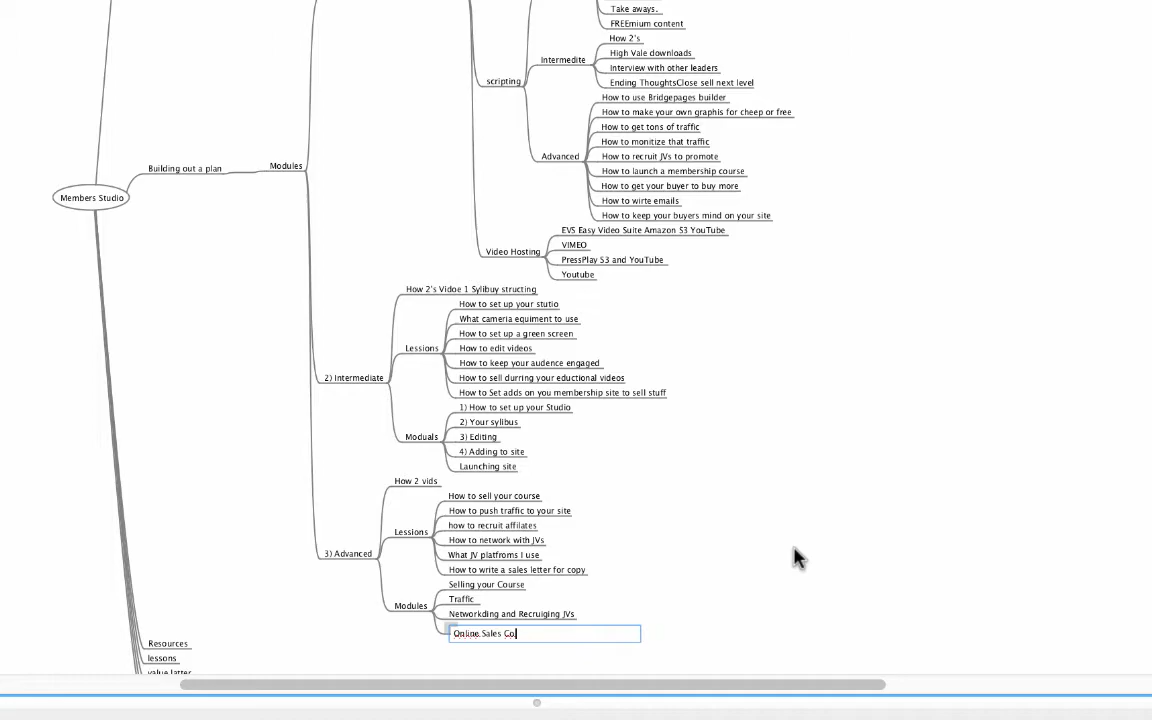 Take aways.
FREEmium content
How 2's
Intermedite
High Vale downloads
Interview with other leaders
scripting
Ending ThoughtsClose sell next level
How to use Bridgepages builder
How to make your own graphis for cheep or free
How to get tons of traffic
How to monitize that traffic
Advanced
How to recruit JVs to promote
Building out a plan
Modules
How to launch a membership course
How to get your buyer to buy more
Members Studio
How to wirte emails
How to keep your buyers mind on your site
EVS Easy Video Suite Amazon S3 YouTube
VIMEO
Video Hosting
PressPlay S3 and YouTube
Youtube
How 2's Vidoe 1 Sylibuy structing
How to set up your stutio
What cameria equiment to use
How to set up a green screen
Lessions
How to edit videos
How to keep your audence engaged
2) Intermediate
How to sell durring your eductional videos
How to Set adds on you membership site to sell stuff
1) How to set up your Studio
2) Your sylibus
Moduals
3) Editing
4) Adding to site
Launching site
How 2 vids
How to sell your course
How to push traffic to your site
how to recruit affilates
Lessions
How to network with JVs
3) Advanced
What JV platfroms I use
How to write a sales letter for copy
Selling your Course
Traffic
Modules
Networkding and Recruiging JVs
Online Sales Co
Resources
lessons
value latter